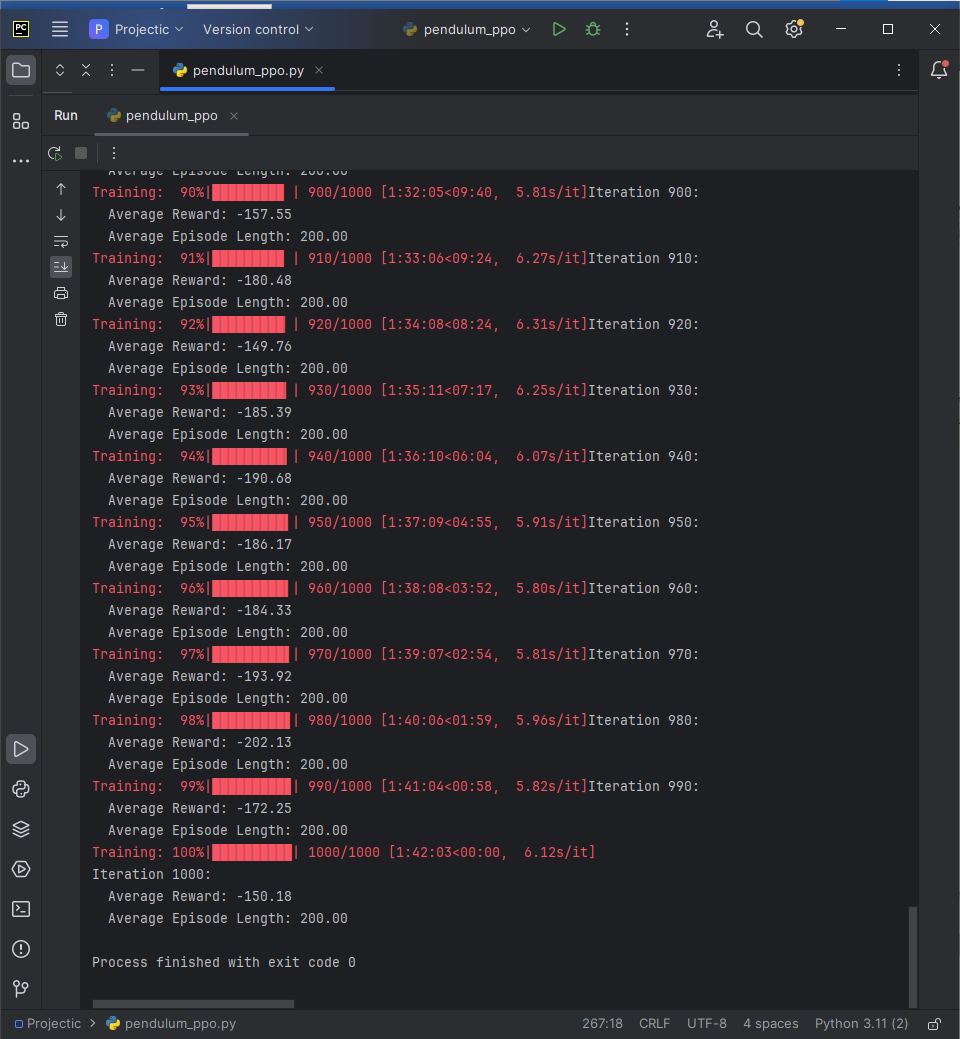 PC
P Projectic Version control pendulum_ppo
pendulum_ppo.py
Run pendulum_ppo
Average Episode Length: 200.00
Training: 90%| | 900/1000 [1:32:05<09:40, 5.81s/it]Iteration 900:
Average Reward: -157.55
Average Episode Length: 200.00
Training: 91%| | 910/1000 [1:33:06<09:24, 6.27s/it]Iteration 910:
Average Reward: -180.48
Average Episode Length: 200.00
Training: 92%| | 920/1000 [1:34:08<08:24, 6.31s/it]Iteration 920:
Average Reward: -149.76
Average Episode Length: 200.00
Training: 93%| | 930/1000 [1:35:11<07:17, 6.25s/it]Iteration 930:
Average Reward: -185.39
Average Episode Length: 200.00
Training: 94%| | 940/1000 [1:36:10<06:04, 6.07s/it]Iteration 940:
Average Reward: -190.68
Average Episode Length: 200.00
Training: 95%| | 950/1000 [1:37:09<04:55, 5.91s/it]Iteration 950:
Average Reward: -186.17
Average Episode Length: 200.00
Training: 96%| | 960/1000 [1:38:08<03:52, 5.80s/it]Iteration 960:
Average Reward: -184.33
Average Episode Length: 200.00
Training: 97%| | 970/1000 [1:39:07<02:54, 5.81s/it]Iteration 970:
Average Reward: -193.92
Average Episode Length: 200.00
Training: 98%| | 980/1000 [1:40:06<01:59, 5.96s/it]Iteration 980:
Average Reward: -202.13
Average Episode Length: 200.00
Training: 99%| | 990/1000 [1:41:04<00:58, 5.82s/it]Iteration 990:
Average Reward: -172.25
Average Episode Length: 200.00
Training: 100%| | 1000/1000 [1:42:03<00:00, 6.12s/it]
Iteration 1000:
Average Reward: -150.18
Average Episode Length: 200.00
Process finished with exit code 0
Projectic > pendulum_ppo.py 267:18 CRLF UTF-8 4 spaces Python 3.11 (2)